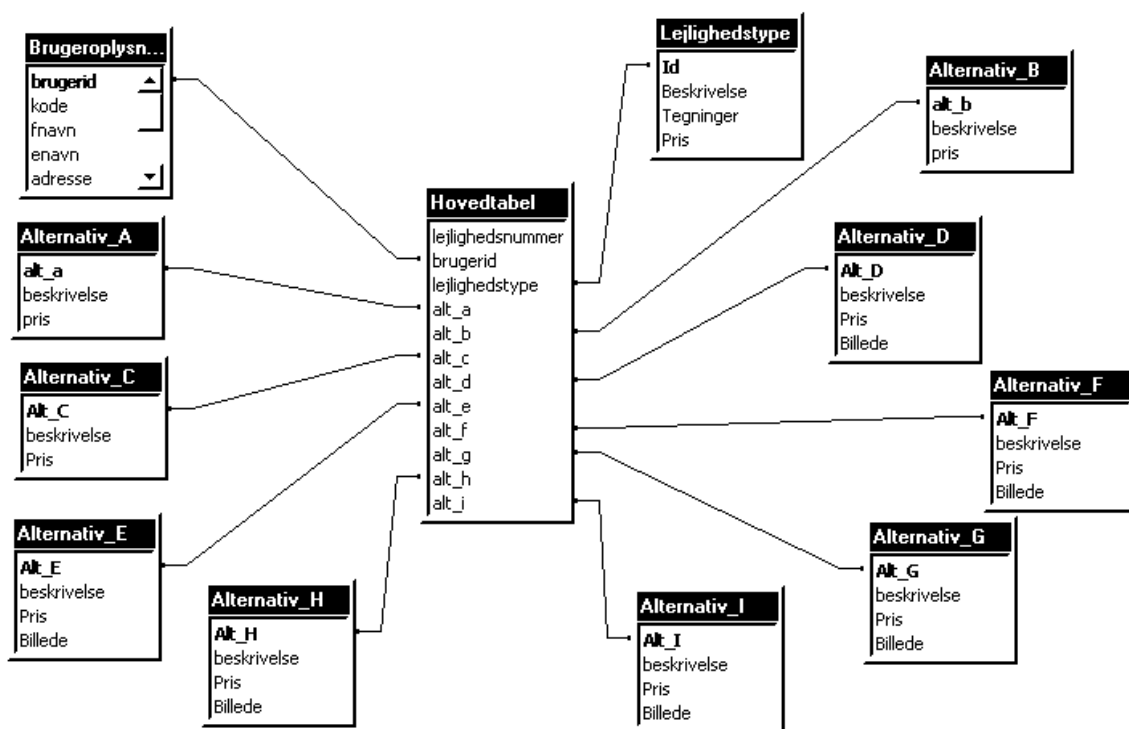 Brugeroplysn...
brugerid
kode
fnavn
enavn
adresse
Lejlighedstype
Id
Beskrivelse
Tegninger
Pris
Alternativ_B
alt_b
beskrivelse
pris
Hovedtabel
lejlighedsnummer
brugerid
lejlighedstype
alt_a
alt_b
alt_c
alt_d
alt_e
alt_f
alt_g
alt_h
alt_i
Alternativ_A
alt_a
beskrivelse
pris
Alternativ_D
Alt_D
beskrivelse
Pris
Billede
Alternativ_C
Alt_C
beskrivelse
Pris
Alternativ_F
Alt_F
beskrivelse
Pris
Billede
Alternativ_E
Alt_E
beskrivelse
Pris
Billede
Alternativ_G
Alt_G
beskrivelse
Pris
Billede
Alternativ_H
Alt_H
beskrivelse
Pris
Billede
Alternativ_I
Alt_I
beskrivelse
Pris
Billede